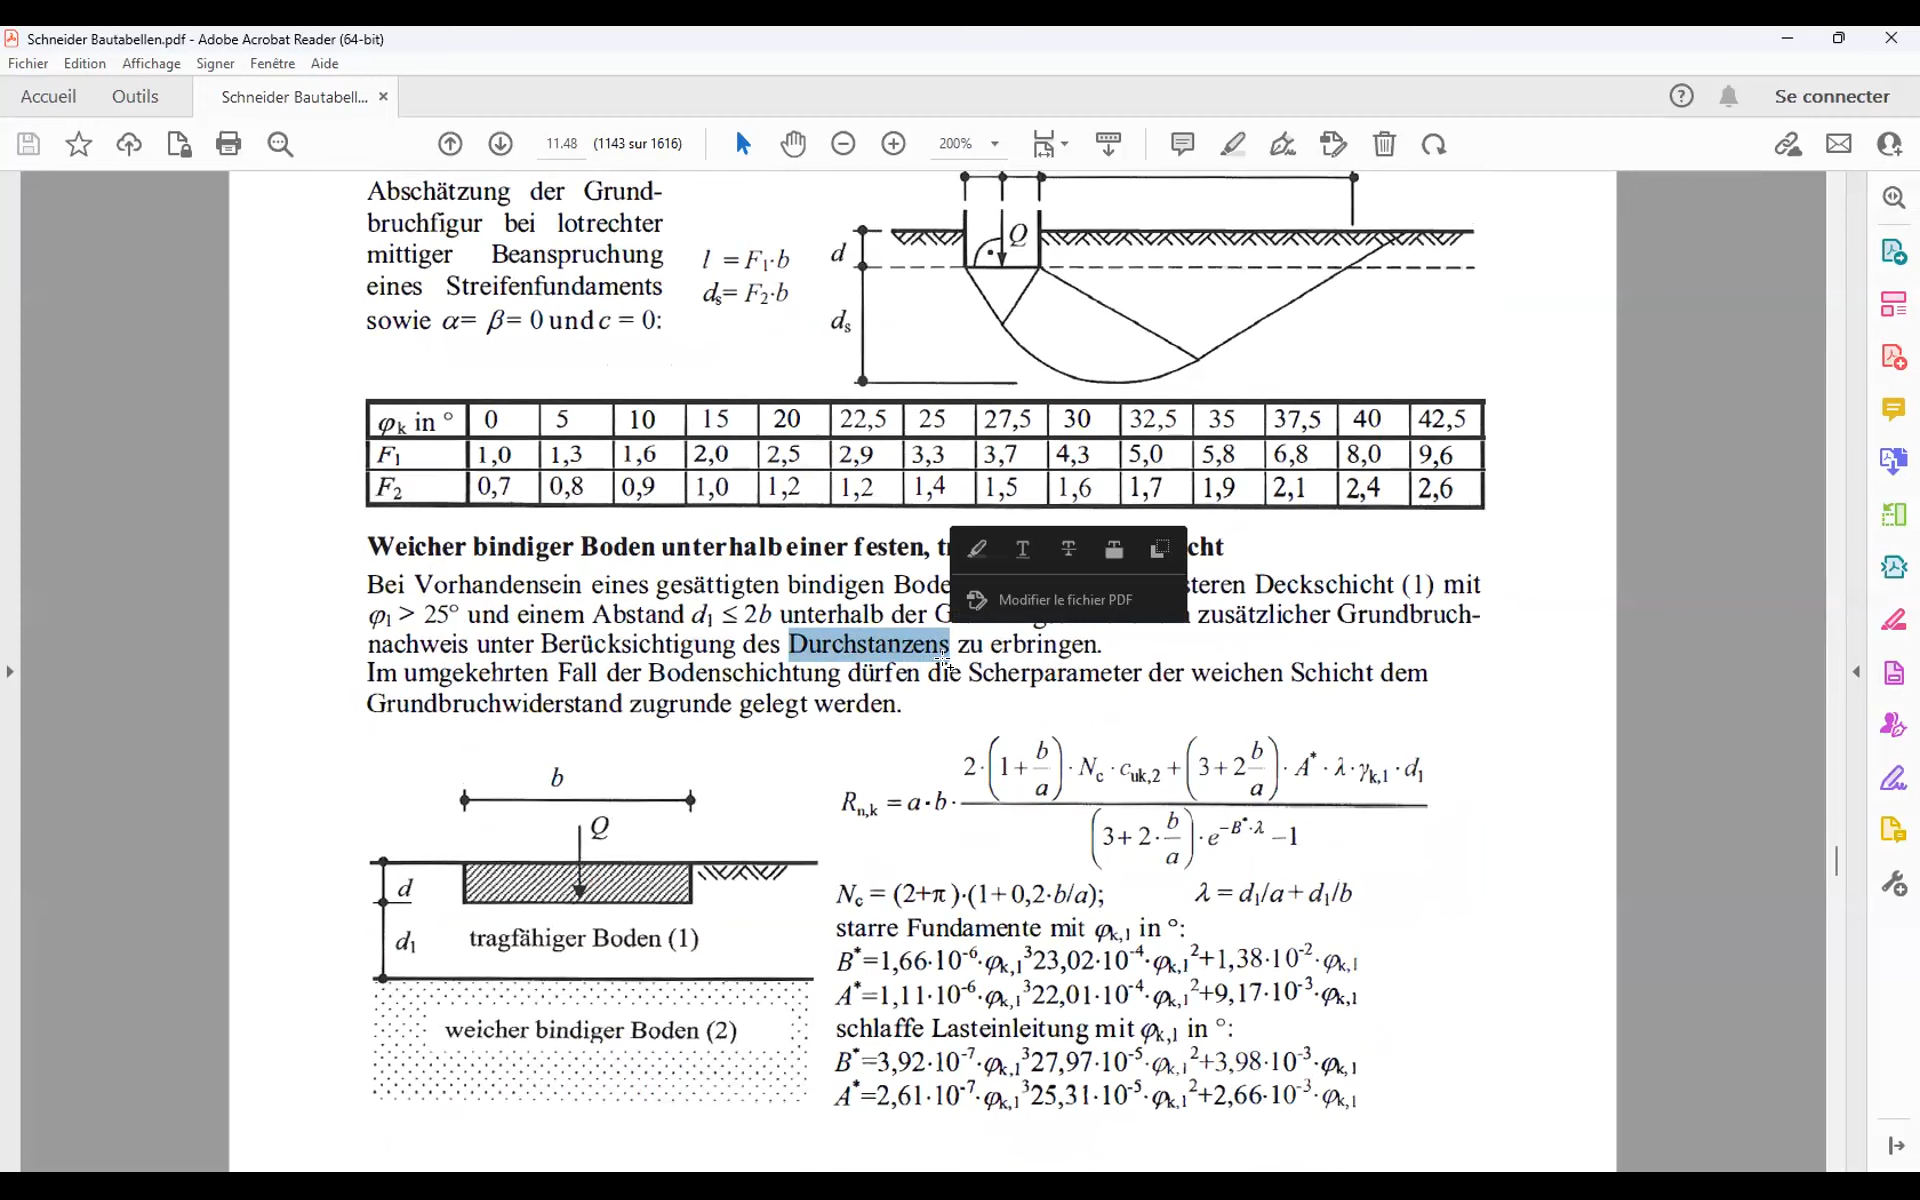 Schneider Bautabellen.pdf - Adobe Acrobat Reader (64-bit)
Fichier Edition Affichage Signer Fenêtre Aide
Accueil Outils Schneider Bautabell... × Se connecter
11.48 (1143 sur 1616) 200%
Abschätzung der Grund-
bruchfigur bei lotrechter
mittiger Beanspruchung
eines Streifenfundaments
sowie α= β= 0 und c = 0:
l = F₁·b
dₛ= F₂·b
Q
d
dₛ
φk in ° 0 5 10 15 20 22,5 25 27,5 30 32,5 35 37,5 40 42,5
F₁ 1,0 1,3 1,6 2,0 2,5 2,9 3,3 3,7 4,3 5,0 5,8 6,8 8,0 9,6
F₂ 0,7 0,8 0,9 1,0 1,2 1,2 1,4 1,5 1,6 1,7 1,9 2,1 2,4 2,6
Weicher bindiger Boden unterhalb einer festen, cht
Bei Vorhandensein eines gesättigten bindigen Bode steren Deckschicht (1) mit
φ₁ > 25° und einem Abstand d₁ ≤ 2b unterhalb der zusätzlicher Grundbruch-
Modifier le fichier PDF
nachweis unter Berücksichtigung des Durchstanzens zu erbringen.
Im umgekehrten Fall der Bodenschichtung dürfen die Scherparameter der weichen Schicht dem
Grundbruchwiderstand zugrunde gelegt werden.
b
Q
d
d₁
tragfähiger Boden (1)
weicher bindiger Boden (2)
Rn,k = a·b· (2·(1+b/a)·Nc·cuk,2+(3+2b/a)·A*·λ·γk,1·d₁) / ((3+2·b/a)·e^(-B*·λ) –1)
Nc = (2+π)·(1+0,2·b/a); λ = d₁/a+d₁/b
starre Fundamente mit φk,1 in °:
B*=1,66·10⁻⁶·φk,1³23,02·10⁻⁴·φk,1²+1,38·10⁻²·φk,1
A*=1,11·10⁻⁶·φk,1³22,01·10⁻⁴·φk,1²+9,17·10⁻³·φk,1
schlaffe Lasteinleitung mit φk,1 in °:
B*=3,92·10⁻⁷·φk,1³27,97·10⁻⁵·φk,1²+3,98·10⁻³·φk,1
A*=2,61·10⁻⁷·φk,1³25,31·10⁻⁵·φk,1²+2,66·10⁻³·φk,1